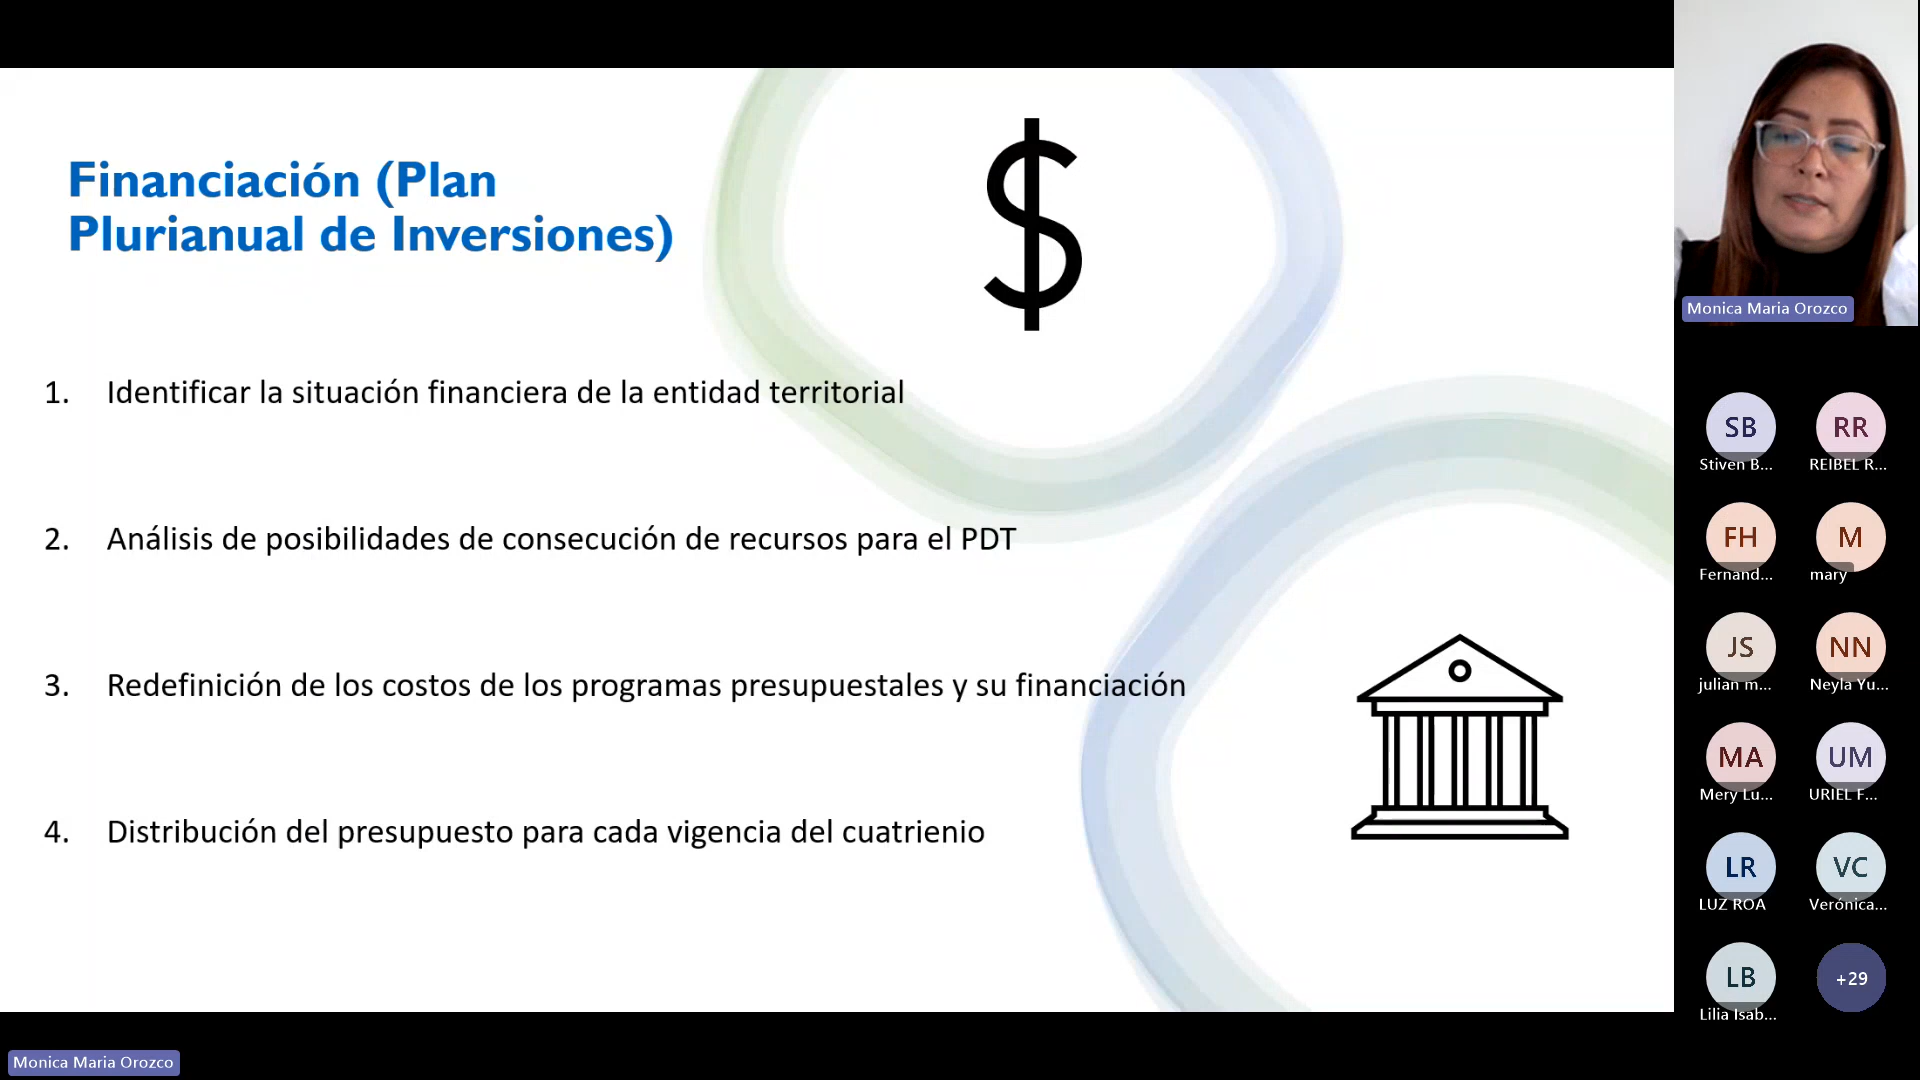 Financiación (Plan
Plurianual de Inversiones)
1. Identificar la situación financiera de la entidad territorial
2. Análisis de posibilidades de consecución de recursos para el PDT
3. Redefinición de los costos de los programas presupuestales y su financiación
4. Distribución del presupuesto para cada vigencia del cuatrienio
Monica Maria Orozco
Monica Maria Orozco
SB
Stiven B...
RR
REIBEL R...
FH
Fernand...
M
mary
JS
julian m...
NN
Neyla Yu...
MA
Mery Lu...
UM
URIEL F...
LR
LUZ ROA
VC
Verónica...
LB
Lilia Isab...
+29